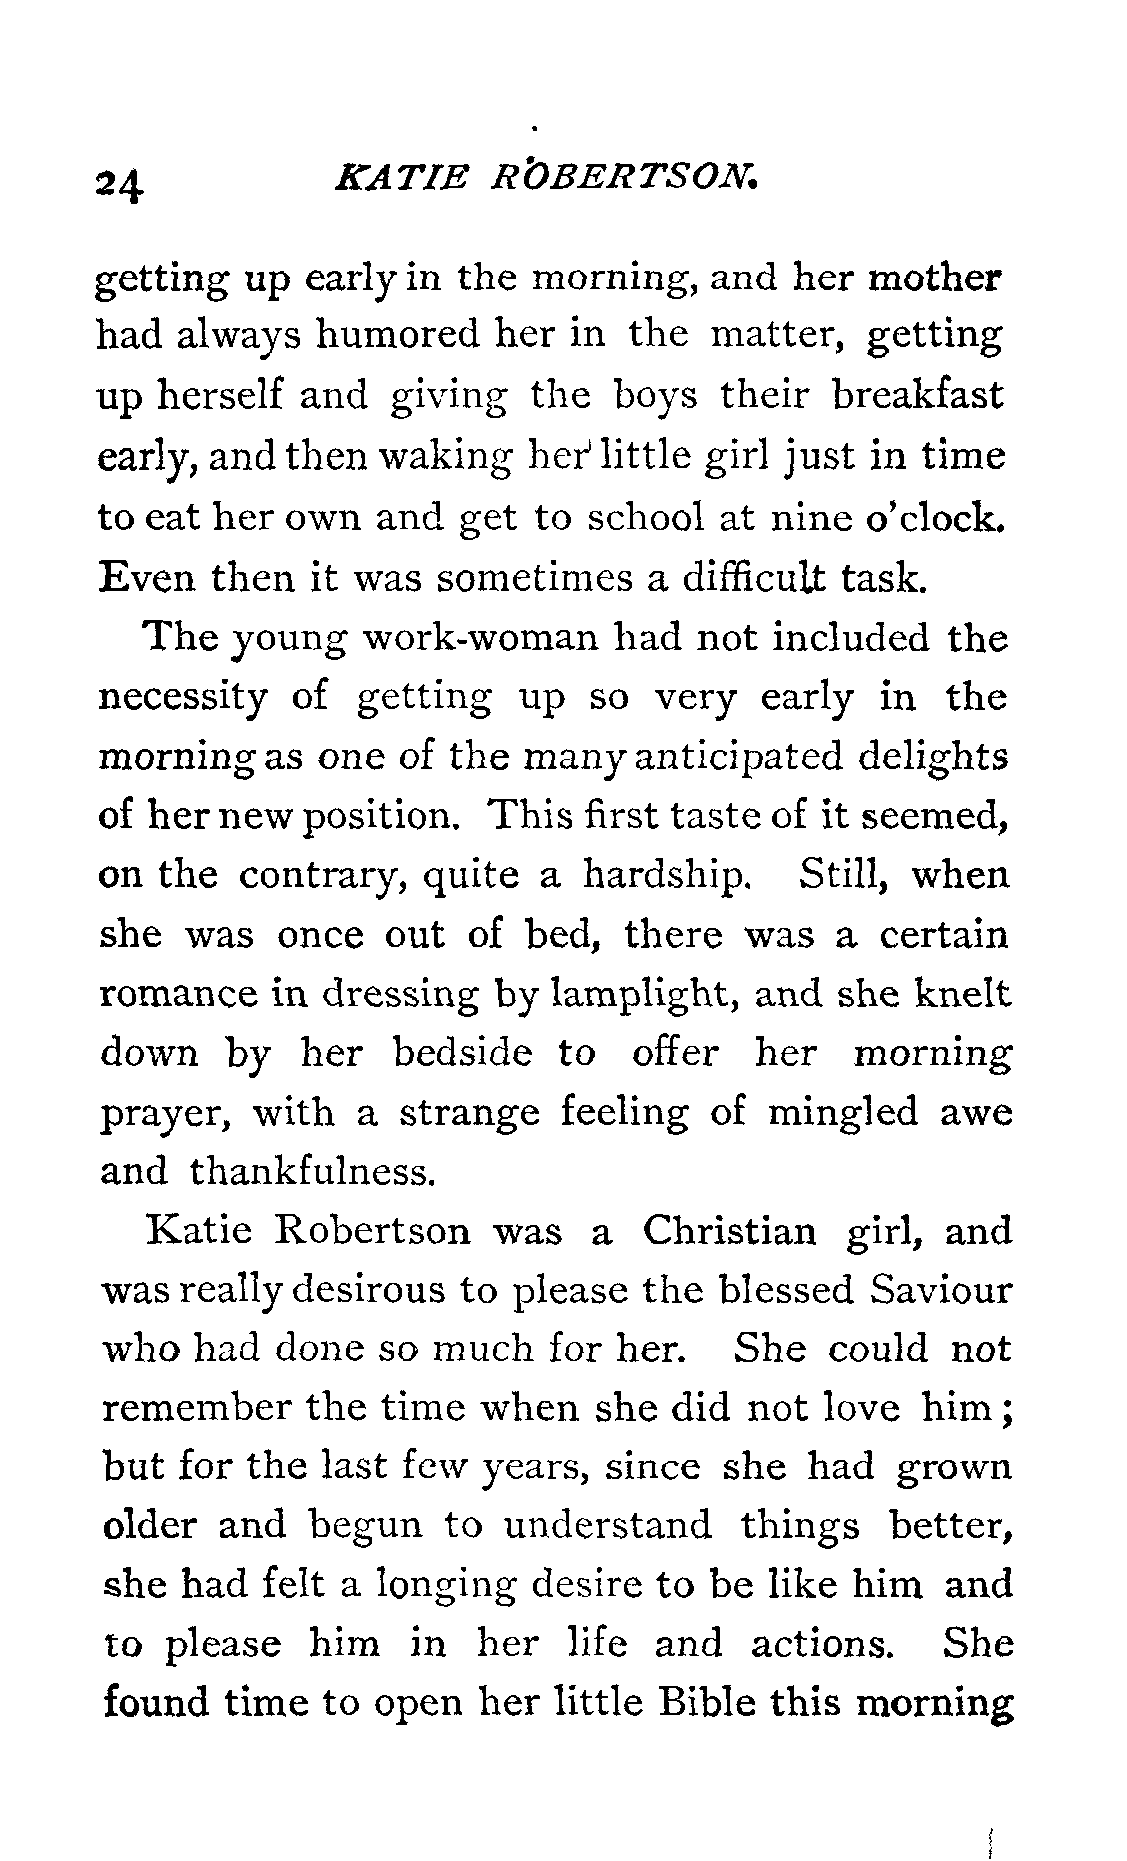 24 KATIE ROBERTSON.
getting up early in the morning, and her mother
had always humored her in the matter, getting
up herself and giving the boys their breakfast
early, and then waking her little girl just in time
to eat her own and get to school at nine o'clock.
Even then it was sometimes a difficult task.
The young work-woman had not included the
necessity of getting up so very early in the
morning as one of the many anticipated delights
of her new position. This first taste of it seemed,
on the contrary, quite a hardship. Still, when
she was once out of bed, there was a certain
romance in dressing by lamplight, and she knelt
down by her bedside to offer her morning
prayer, with a strange feeling of mingled awe
and thankfulness.
Katie Robertson was a Christian girl, and
was really desirous to please the blessed Saviour
who had done so much for her. She could not
remember the time when she did not love him;
but for the last few years, since she had grown
older and begun to understand things better,
she had felt a longing desire to be like him and
to please him in her life and actions. She
found time to open her little Bible this morning